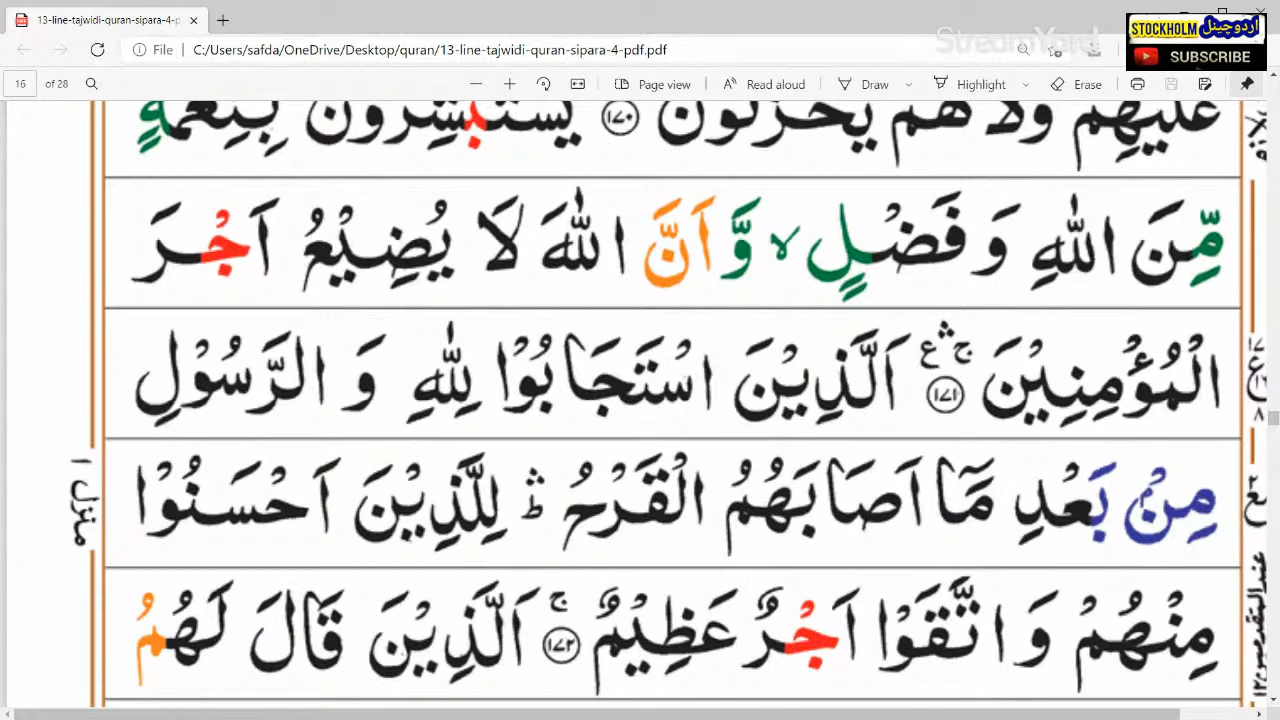 13-line-tajwidi-quran-sipara-4-p
File C:/Users/safda/OneDrive/Desktop/quran/13-line-tajwidi-quran-sipara-4-pdf.pdf
StreamYard
STOCKHOLM اردو چینل
SUBSCRIBE
16 of 28 Page view Read aloud Draw Highlight Erase
عَلَيْهِمْ وَلَا هُمْ يَحْزَنُوْنَ ۝١٧٠ يَسْتَبْشِرُوْنَ بِنِعْمَةٍ
مِّنَ اللّٰهِ وَ فَضْلٍ ۙ وَّ اَنَّ اللّٰهَ لَا يُضِيْعُ اَجْرَ
الْمُؤْمِنِيْنَ ۝١٧١ اَلَّذِيْنَ اسْتَجَابُوْا لِلّٰهِ وَ الرَّسُوْلِ
مِنْۢ بَعْدِ مَاۤ اَصَابَهُمُ الْقَرْحُ ؕ لِلَّذِيْنَ اَحْسَنُوْا
مِنْهُمْ وَ اتَّقَوْا اَجْرٌ عَظِيْمٌ ۝١٧٢ اَلَّذِيْنَ قَالَ لَهُمُ
منزل ١